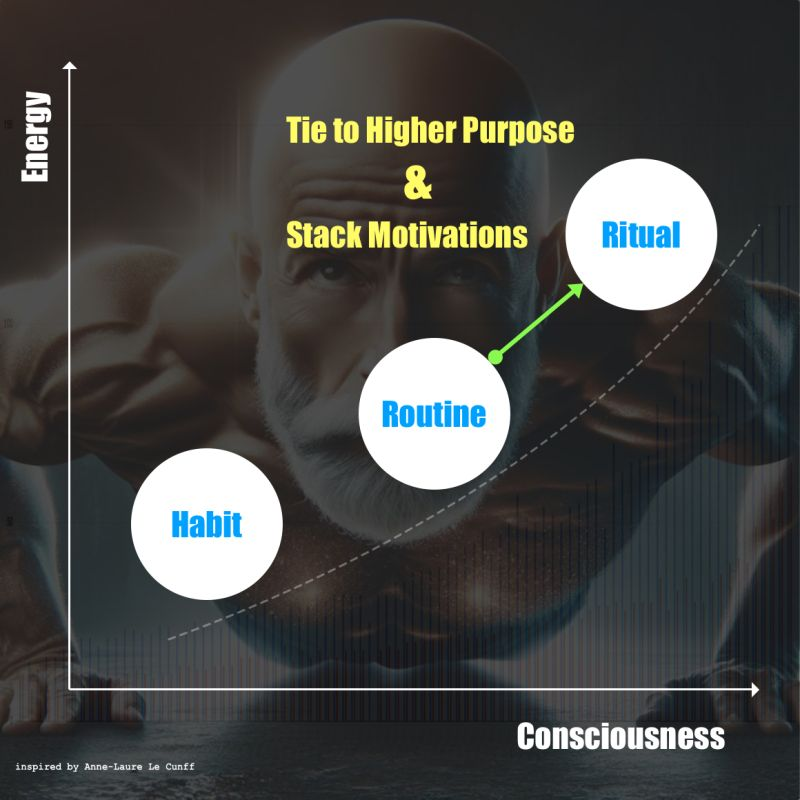 Energy
Tie to Higher Purpose
&
Stack Motivations
Ritual
Routine
Habit
Consciousness
inspired by Anne-Laure Le Cunff